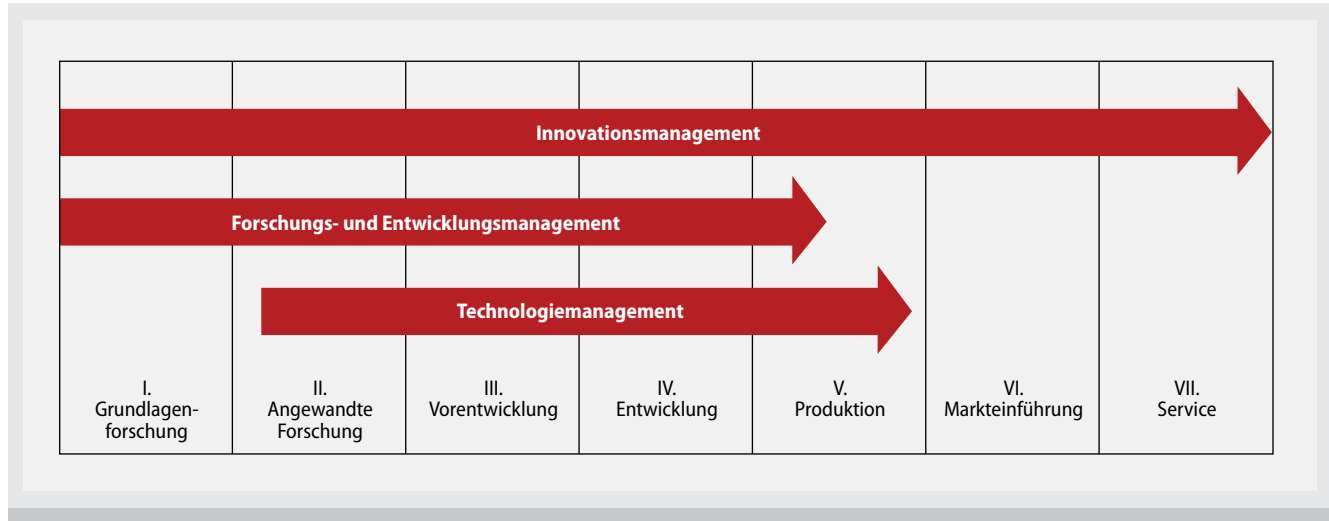 Innovationsmanagement
Forschungs- und Entwicklungsmanagement
Technologiemanagement
I.
Grundlagen-
forschung
II.
Angewandte
Forschung
III.
Vorentwicklung
IV.
Entwicklung
V.
Produktion
VI.
Markteinführung
VII.
Service